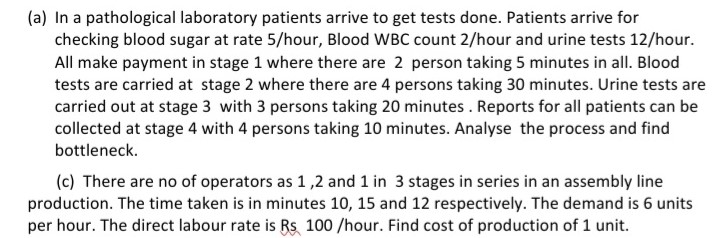 (a) In a pathological laboratory patients arrive to get tests done. Patients arrive for
checking blood sugar at rate 5/hour, Blood WBC count 2/hour and urine tests 12/hour.
All make payment in stage 1 where there are 2 person taking 5 minutes in all. Blood
tests are carried at stage 2 where there are 4 persons taking 30 minutes. Urine tests are
carried out at stage 3 with 3 persons taking 20 minutes . Reports for all patients can be
collected at stage 4 with 4 persons taking 10 minutes. Analyse the process and find
bottleneck.
(c) There are no of operators as 1 ,2 and 1 in 3 stages in series in an assembly line
production. The time taken is in minutes 10, 15 and 12 respectively. The demand is 6 units
per hour. The direct labour rate is Rs 100 /hour. Find cost of production of 1 unit.